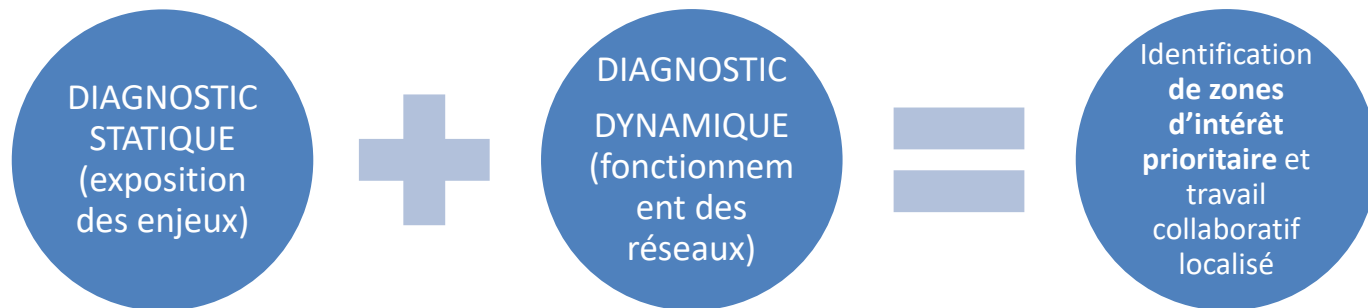 DIAGNOSTIC
STATIQUE
(exposition
des enjeux)
DIAGNOSTIC
DYNAMIQUE
(fonctionnem
ent des
réseaux)
Identification
de zones
d’intérêt
prioritaire et
travail
collaboratif
localisé